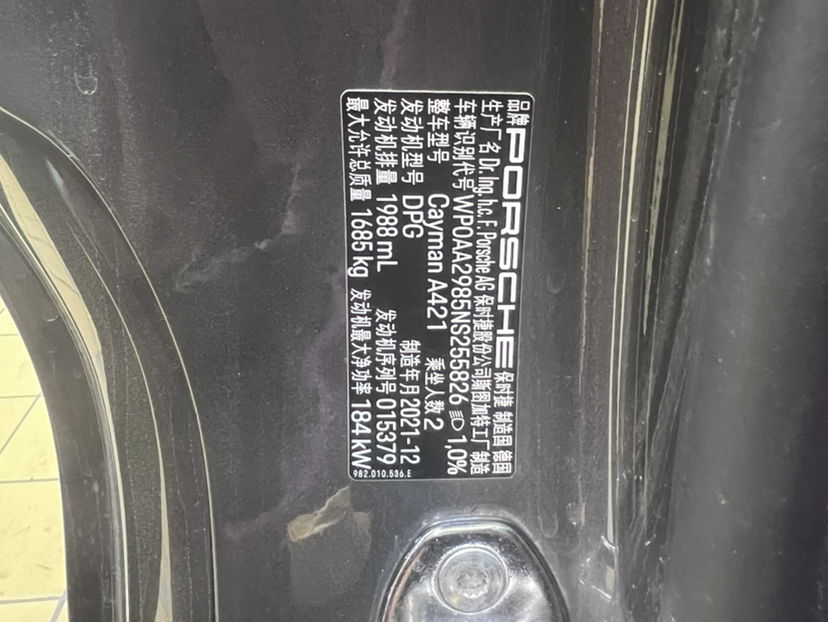 品牌 PORSCHE 保时捷 制造国 德国
生产厂名 Dr. Ing. h.c. F. Porsche AG 保时捷股份公司斯图加特工厂制造
车辆识别代号 WP0AA2985NS255826 1.0%
整车型号 Cayman A421 乘坐人数 2
发动机型号 DPG 制造年月 2021-12
发动机排量 1988 mL 发动机序列号 015379
最大允许总质量 1685 kg 发动机最大净功率 184 kW
982.010.536.E